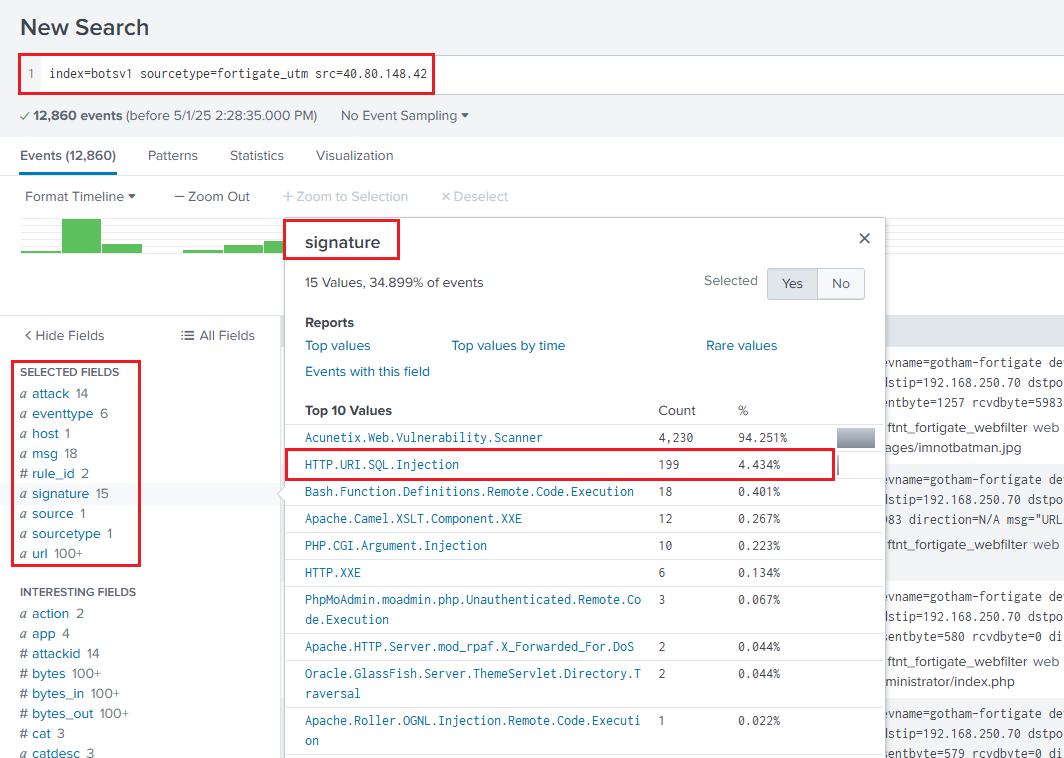 New Search
1 index=botsv1 sourcetype=fortigate_utm src=40.80.148.42
12,860 events (before 5/1/25 2:28:35.000 PM) No Event Sampling
Events (12,860) Patterns Statistics Visualization
Format Timeline — Zoom Out + Zoom to Selection × Deselect
signature
15 Values, 34.899% of events
Selected Yes No
Reports
Top values Top values by time Rare values
Events with this field
Top 10 Values Count %
Acunetix.Web.Vulnerability.Scanner 4,230 94.251%
HTTP.URI.SQL.Injection 199 4.434%
Bash.Function.Definitions.Remote.Code.Execution 18 0.401%
Apache.Camel.XSLT.Component.XXE 12 0.267%
PHP.CGI.Argument.Injection 10 0.223%
HTTP.XXE 6 0.134%
PhpMoAdmin.moadmin.php.Unauthenticated.Remote.Co 3 0.067%
de.Execution
Apache.HTTP.Server.mod_rpaf.X_Forwarded_For.DoS 2 0.044%
Oracle.GlassFish.Server.ThemeServlet.Directory.T 2 0.044%
raversal
Apache.Roller.OGNL.Injection.Remote.Code.Executi 1 0.022%
on
< Hide Fields All Fields
SELECTED FIELDS
a attack 14
a eventtype 6
a host 1
a msg 18
# rule_id 2
a signature 15
a source 1
a sourcetype 1
a url 100+
INTERESTING FIELDS
a action 2
a app 4
# attackid 14
# bytes 100+
# bytes_in 100+
# bytes_out 100+
# cat 3
a catdesc 3
evname=gotham-fortigate de
dstip=192.168.250.70 dstpo
entbyte=1257 rcvdbyte=5983
ftnt_fortigate_webfilter web
ages/imnotbatman.jpg
evname=gotham-fortigate de
dstip=192.168.250.70 dstpo
983 direction=N/A msg="URL
ftnt_fortigate_webfilter web
evname=gotham-fortigate de
dstip=192.168.250.70 dstpo
sentbyte=580 rcvdbyte=0 di
ftnt_fortigate_webfilter web
ministrator/index.php
evname=gotham-fortigate de
dstip=192.168.250.70 dstpo
sentbyte=579 rcvdbyte=0 di